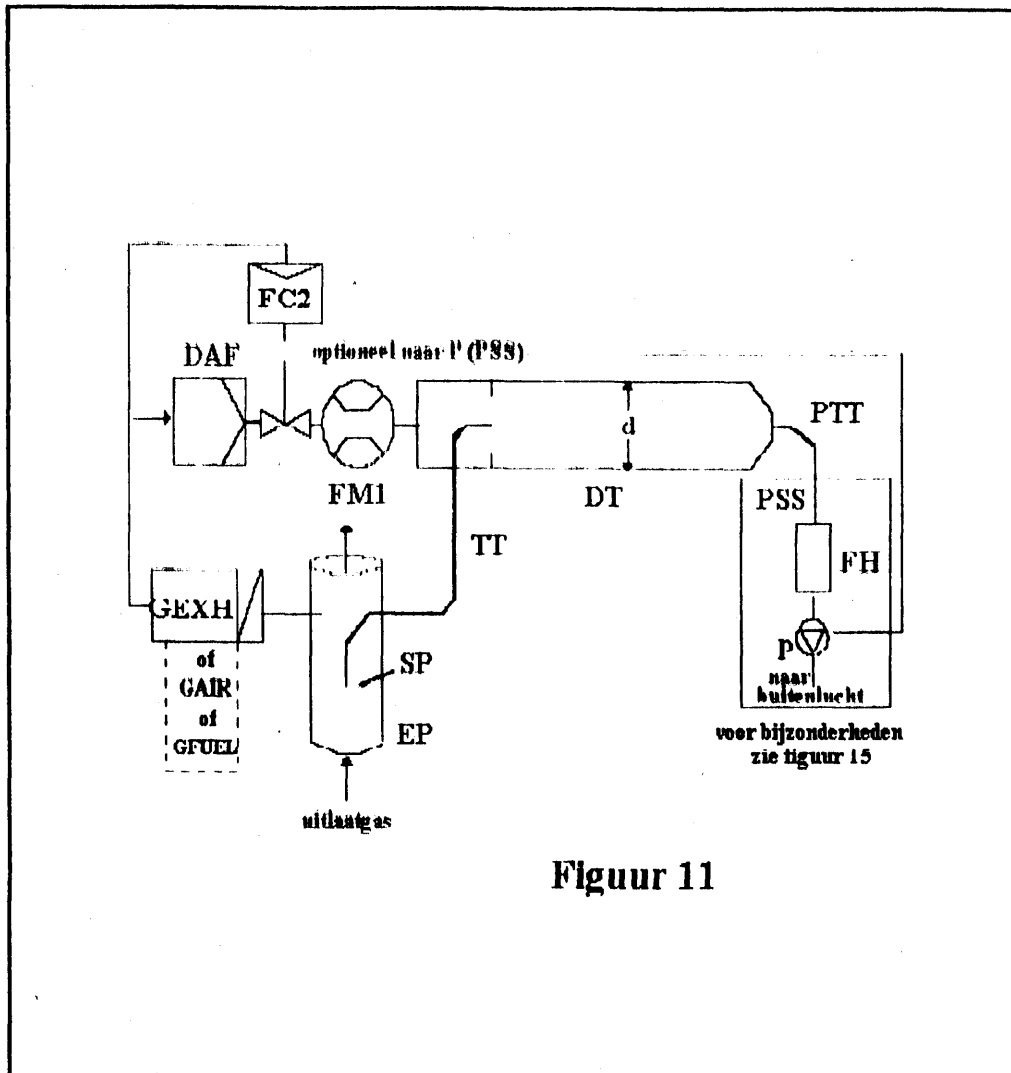 FC2
DAF
optioneel naar P (PSS)
d
PTT
FM1
DT
PSS
TT
FH
GEXH
P
of
SP
naar
GAIR
buitenlucht
of
EP
GFUEL
voor bijzonderheden
zie figuur 15
uitlaatgas
Figuur 11